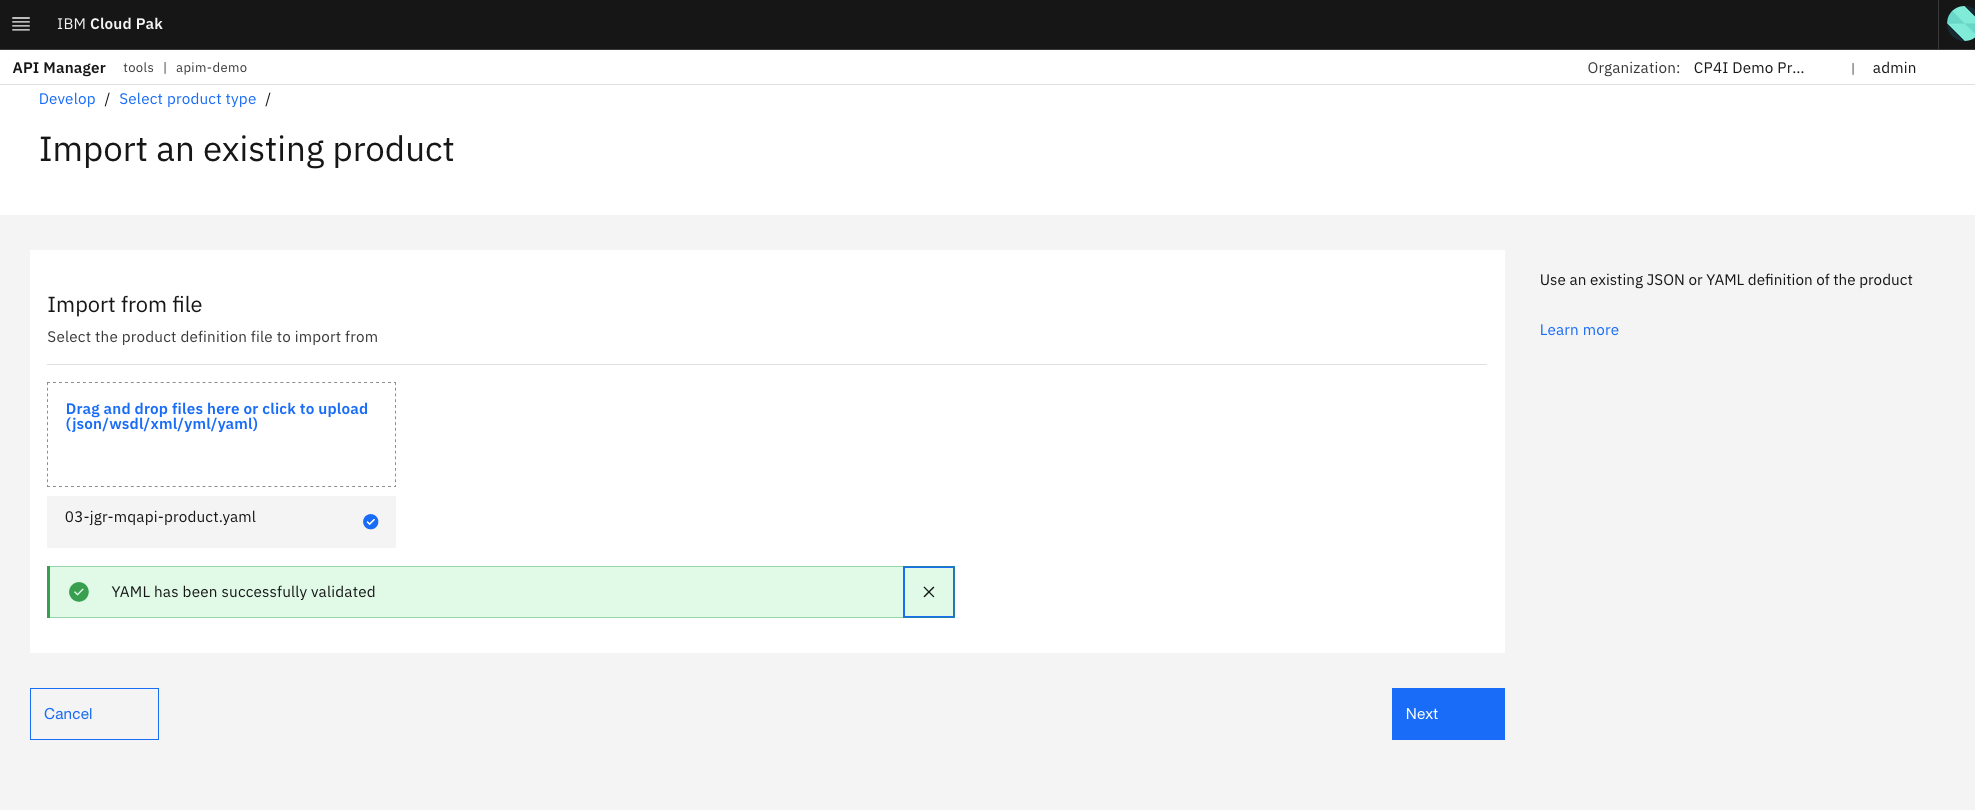 IBM Cloud Pak
API Manager tools | apim-demo Organization: CP4I Demo Pr... | admin
Develop / Select product type /
Import an existing product
Import from file
Select the product definition file to import from
Drag and drop files here or click to upload
(json/wsdl/xml/yml/yaml)
03-jgr-mqapi-product.yaml
YAML has been successfully validated
Use an existing JSON or YAML definition of the product
Learn more
Cancel
Next